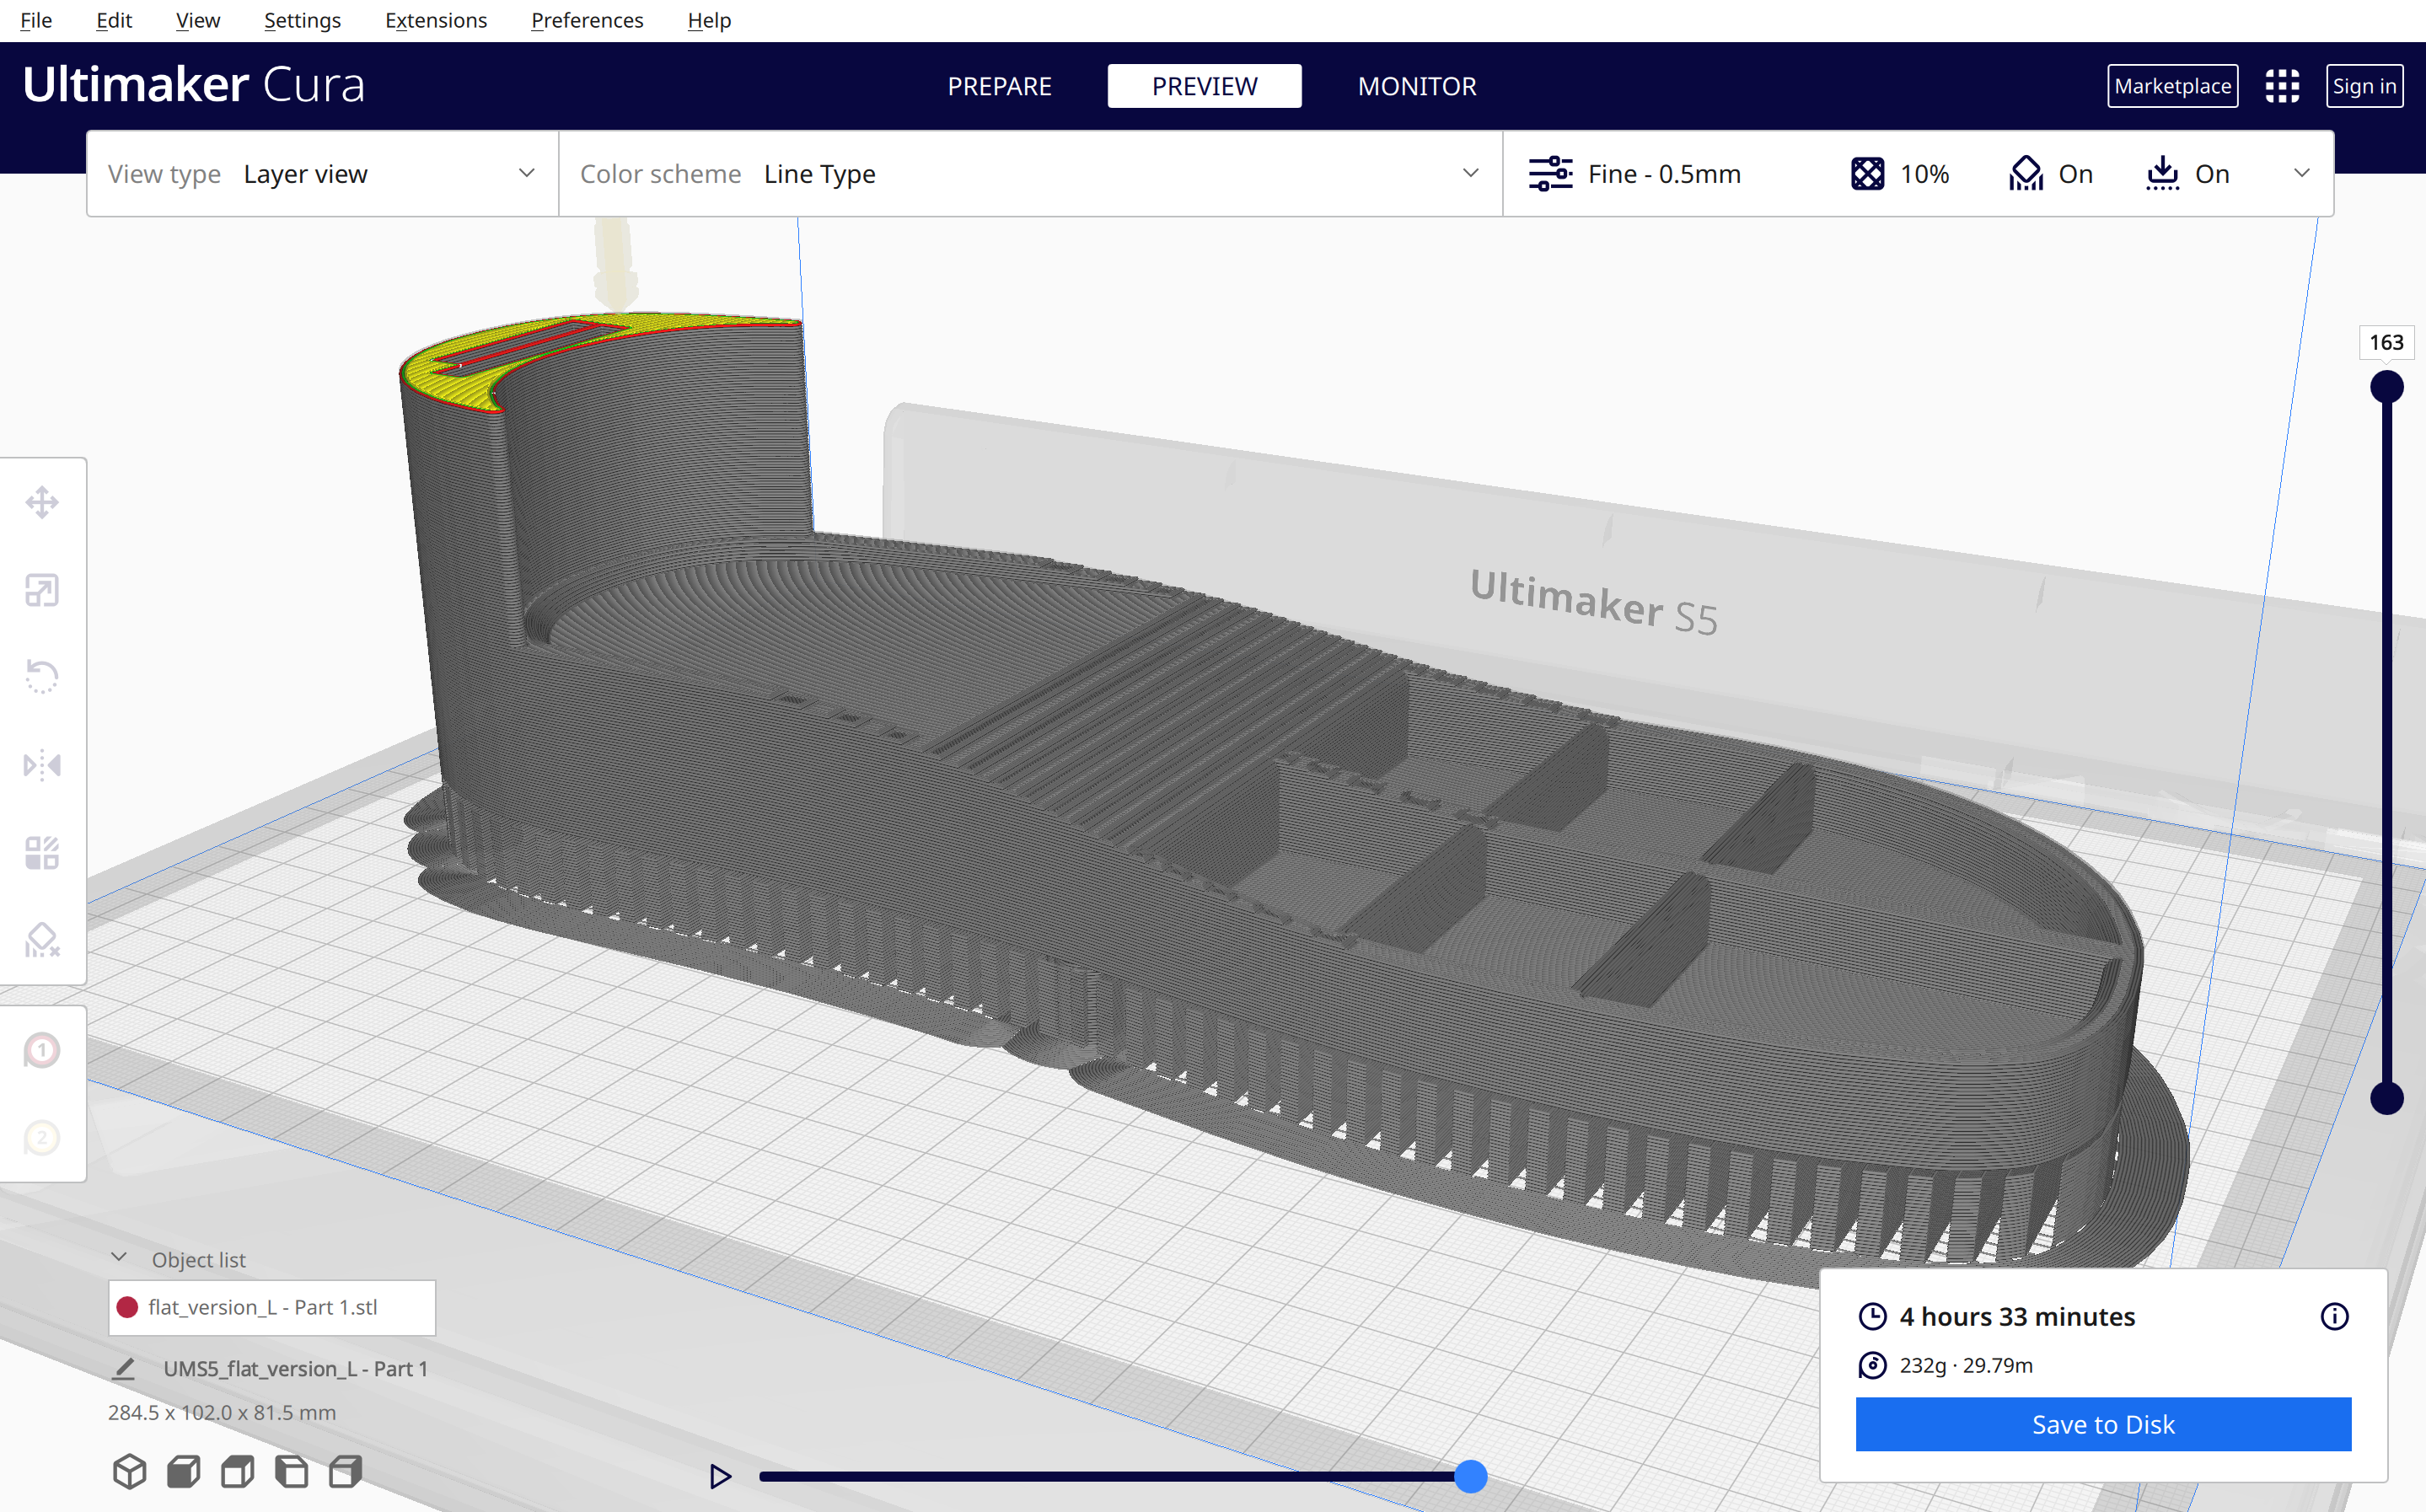 File Edit View Settings Extensions Preferences Help
Ultimaker Cura
PREPARE PREVIEW MONITOR
Marketplace
Sign in
View type Layer view
Color scheme Line Type
Fine - 0.5mm 10% On On
163
Ultimaker S5
1
2
Object list
flat_version_L - Part 1.stl
UMS5_flat_version_L - Part 1
284.5 x 102.0 x 81.5 mm
4 hours 33 minutes
232g · 29.79m
Save to Disk